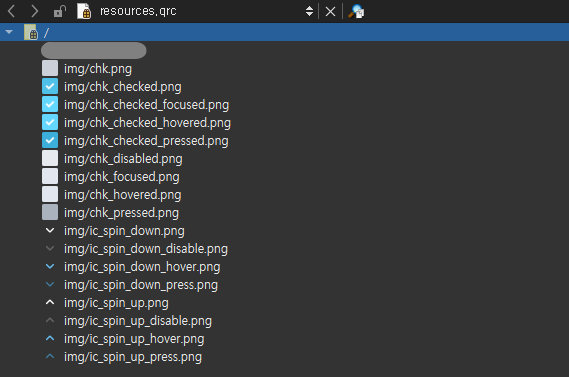 resources.qrc
/
img/chk.png
img/chk_checked.png
img/chk_checked_focused.png
img/chk_checked_hovered.png
img/chk_checked_pressed.png
img/chk_disabled.png
img/chk_focused.png
img/chk_hovered.png
img/chk_pressed.png
img/ic_spin_down.png
img/ic_spin_down_disable.png
img/ic_spin_down_hover.png
img/ic_spin_down_press.png
img/ic_spin_up.png
img/ic_spin_up_disable.png
img/ic_spin_up_hover.png
img/ic_spin_up_press.png